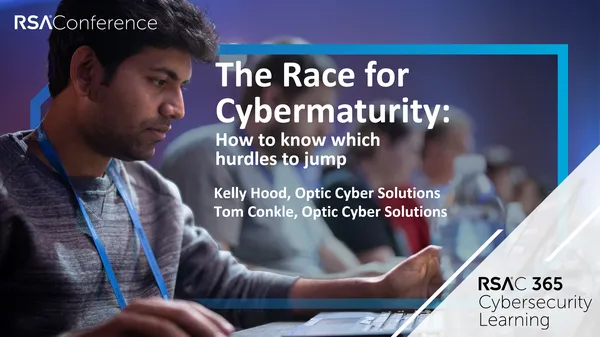 RSAConference
The Race for
Cybermaturity:
How to know which
hurdles to jump
Kelly Hood, Optic Cyber Solutions
Tom Conkle, Optic Cyber Solutions
RSAC 365
Cybersecurity
Learning